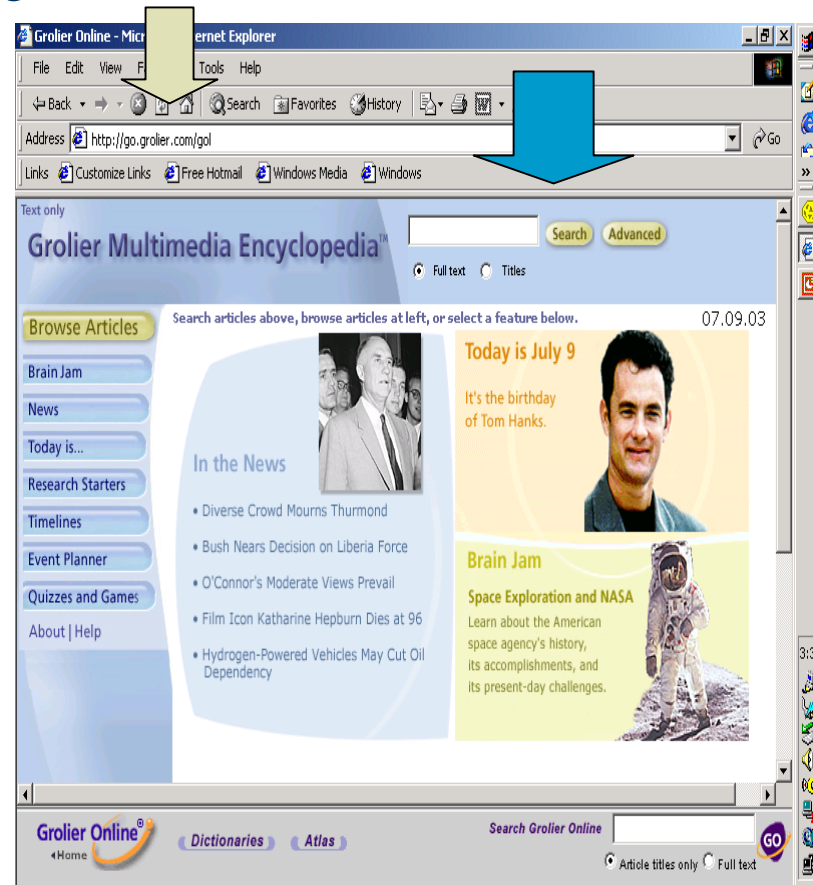 Grolier Online - Micr ernet Explorer
File Edit View F Tools Help
Back Search Favorites History
Address http://go.grolier.com/gol Go
Links Customize Links Free Hotmail Windows Media Windows
Text only
Grolier Multimedia Encyclopedia™
Search Advanced
Full text Titles
Search articles above, browse articles at left, or select a feature below.
07.09.03
Browse Articles
Brain Jam
News
Today is...
Research Starters
Timelines
Event Planner
Quizzes and Games
About | Help
In the News
• Diverse Crowd Mourns Thurmond
• Bush Nears Decision on Liberia Force
• O'Connor's Moderate Views Prevail
• Film Icon Katharine Hepburn Dies at 96
• Hydrogen-Powered Vehicles May Cut Oil
Dependency
Today is July 9
It's the birthday
of Tom Hanks.
Brain Jam
Space Exploration and NASA
Learn about the American
space agency's history,
its accomplishments, and
its present-day challenges.
Grolier Online®
Home
Dictionaries Atlas
Search Grolier Online
GO
Article titles only Full text
3:3